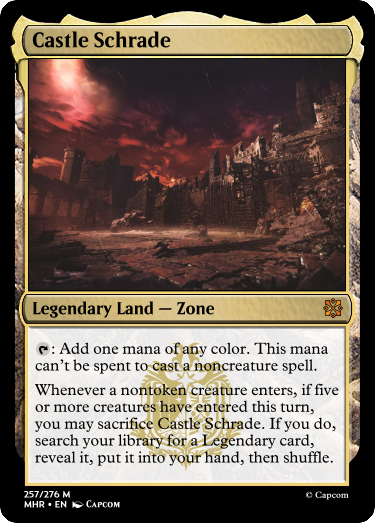 Castle Schrade
Legendary Land — Zone
: Add one mana of any color. This mana
can't be spent to cast a noncreature spell.
Whenever a nontoken creature enters, if five
or more creatures have entered this turn,
you may sacrifice Castle Schrade. If you do,
search your library for a Legendary card,
reveal it, put it into your hand, then shuffle.
257/276 M
MHR • EN CAPCOM
© Capcom